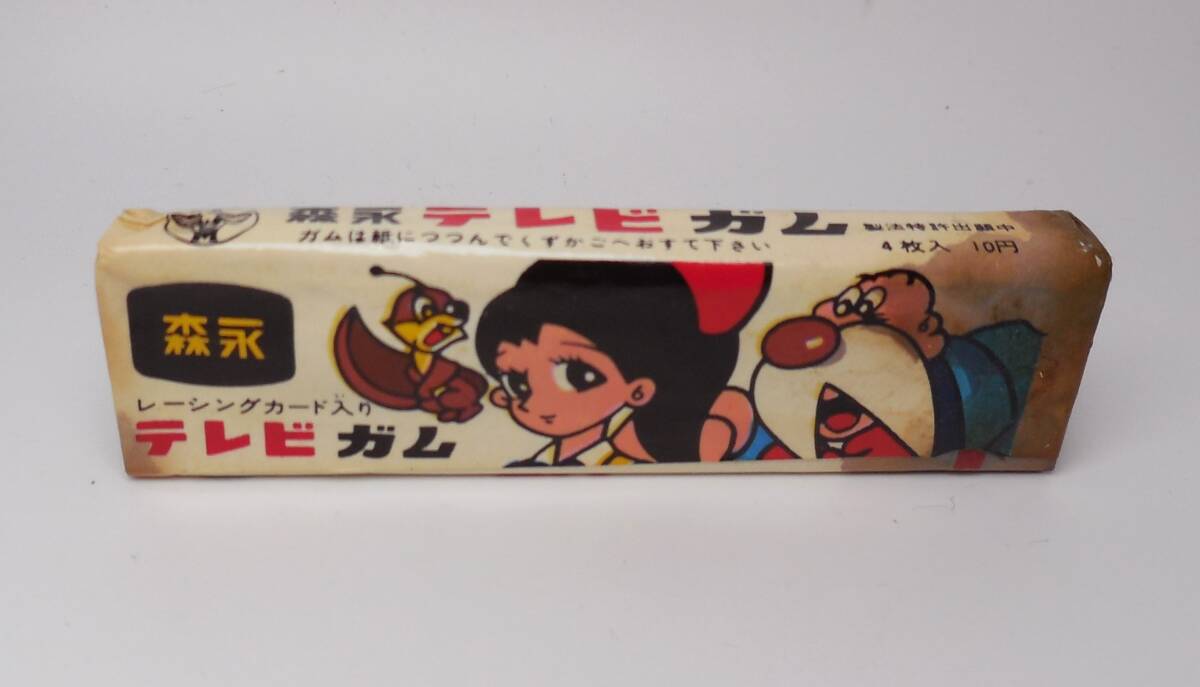 森永 テレビ ガム 製法特許出願中
ガムは紙につつんでくずかごへおすて下さい 4枚入 10円
森永
レーシングカード入り
テレビ ガム